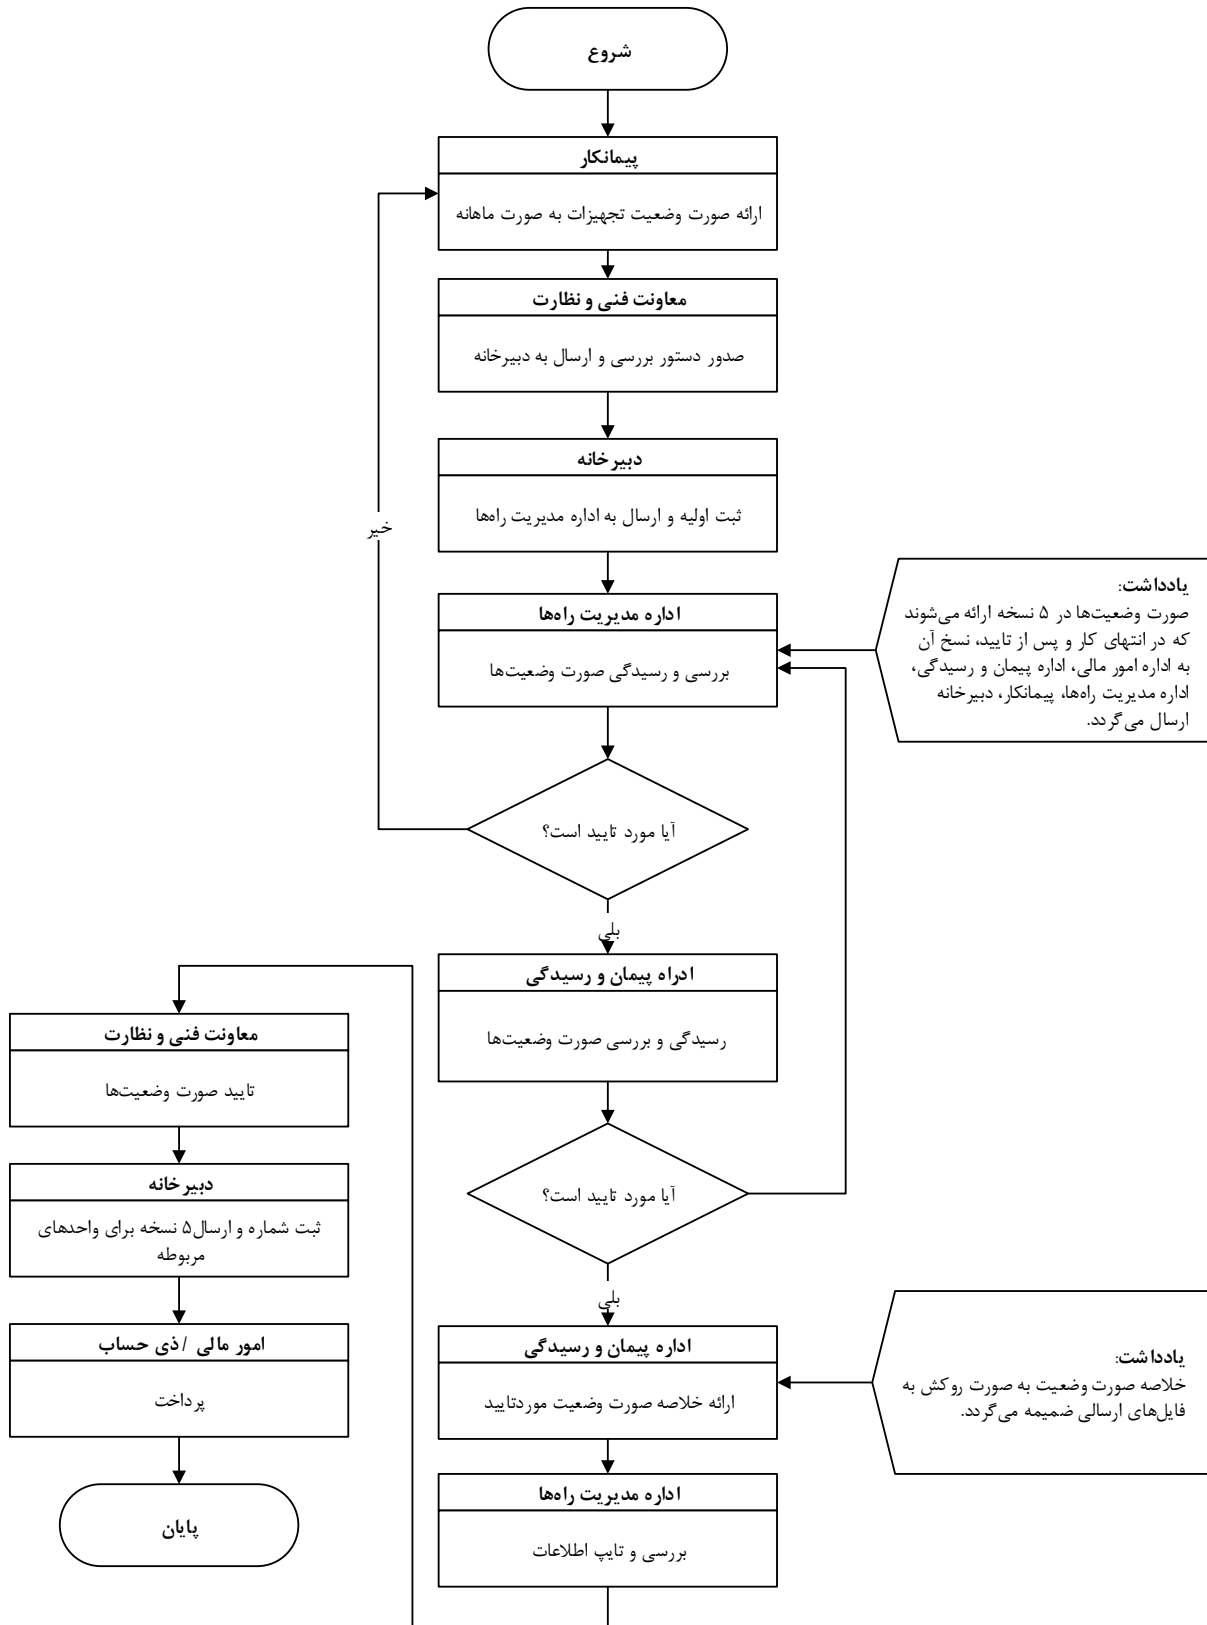 شروع
پیمانکار
ارائه صورت وضعیت تجهیزات به صورت ماهانه
معاونت فنی و نظارت
صدور دستور بررسی و ارسال به دبیرخانه
دبیرخانه
ثبت اولیه و ارسال به اداره مدیریت راه‌ها
خیر
اداره مدیریت راه‌ها
بررسی و رسیدگی صورت وضعیت‌ها
یادداشت:
صورت وضعیت‌ها در ۵ نسخه ارائه می‌شوند
که در انتهای کار و پس از تایید، نسخ آن
به اداره امور مالی، اداره پیمان و رسیدگی،
اداره مدیریت راه‌ها، پیمانکار، دبیرخانه
ارسال می‌گردد.
آیا مورد تایید است؟
بلی
ادراه پیمان و رسیدگی
رسیدگی و بررسی صورت وضعیت‌ها
آیا مورد تایید است؟
بلی
اداره پیمان و رسیدگی
ارائه خلاصه صورت وضعیت موردتایید
یادداشت:
خلاصه صورت وضعیت به صورت روکش به
فایل‌های ارسالی ضمیمه می‌گردد.
اداره مدیریت راه‌ها
بررسی و تایپ اطلاعات
معاونت فنی و نظارت
تایید صورت وضعیت‌ها
دبیرخانه
ثبت شماره و ارسال۵ نسخه برای واحدهای
مربوطه
امور مالی / ذی حساب
پرداخت
پایان